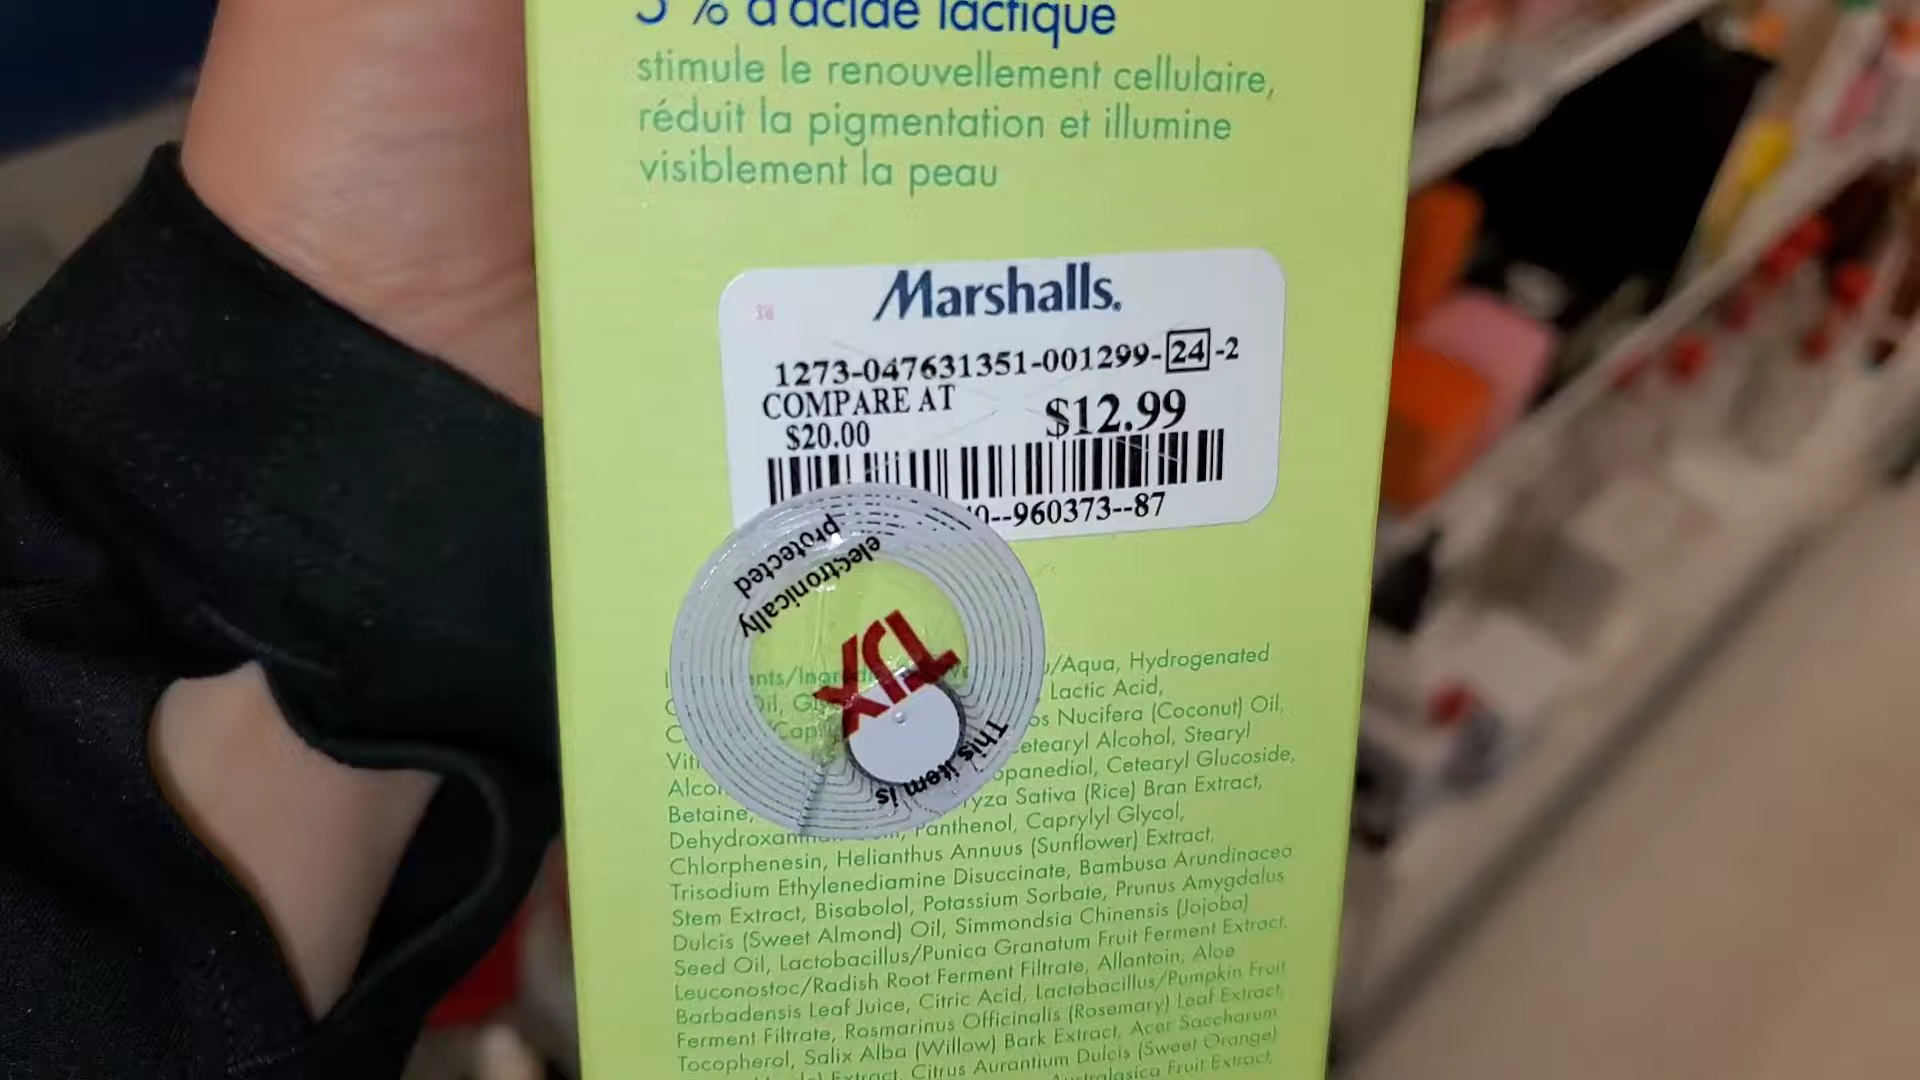 5 % d'acide lactique
stimule le renouvellement cellulaire,
réduit la pigmentation et illumine
visiblement la peau
Marshalls.
1273-047631351-001299-24-2
COMPARE AT
$20.00
$12.99
0--960373--87
This item is
electronically
protected
TJX
/Aqua, Hydrogenated
Lactic Acid,
Nucifera (Coconut) Oil,
Alcohol, Stearyl
Cetearyl Glucoside,
Betaine, Sativa (Rice) Bran Extract,
Panthenol, Caprylyl Glycol,
Chlorphenesin, Helianthus Annuus (Sunflower) Extract,
Trisodium Ethylenediamine Disuccinate, Bambusa Arundinacea
Stem Extract, Bisabolol, Potassium Sorbate, Prunus Amygdalus
Dulcis (Sweet Almond) Oil, Simmondsia Chinensis (Jojoba)
Seed Oil, Lactobacillus/Punica Granatum Fruit Ferment Extract,
Leuconostoc/Radish Root Ferment Filtrate, Allantoin, Aloe
Barbadensis Leaf Juice, Citric Acid, Lactobacillus/Pumpkin Fruit
Ferment Filtrate, Rosmarinus Officinalis (Rosemary) Leaf Extract,
Tocopherol, Salix Alba (Willow) Bark Extract, Acer Saccharum
Extract, Citrus Aurantium Dulcis (Sweet Orange)
Fruit Extract,